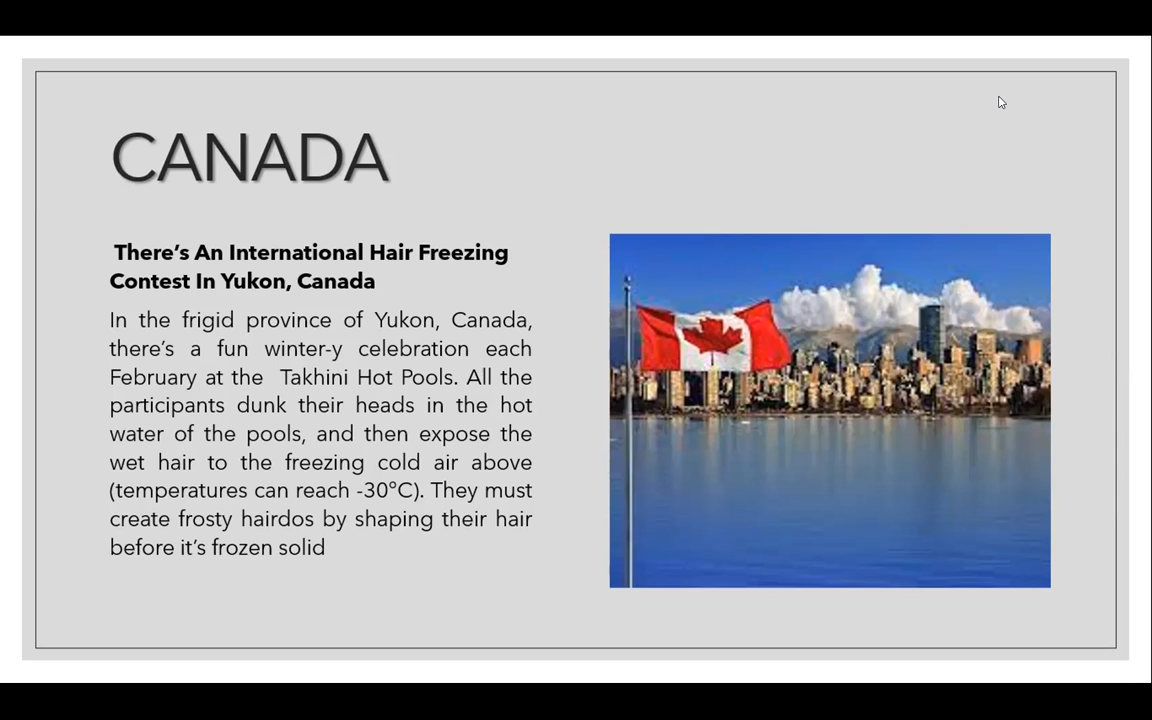 CANADA
There's An International Hair Freezing
Contest In Yukon, Canada
In the frigid province of Yukon, Canada,
there's a fun winter-y celebration each
February at the Takhini Hot Pools. All the
participants dunk their heads in the hot
water of the pools, and then expose the
wet hair to the freezing cold air above
(temperatures can reach -30°C). They must
create frosty hairdos by shaping their hair
before it's frozen solid